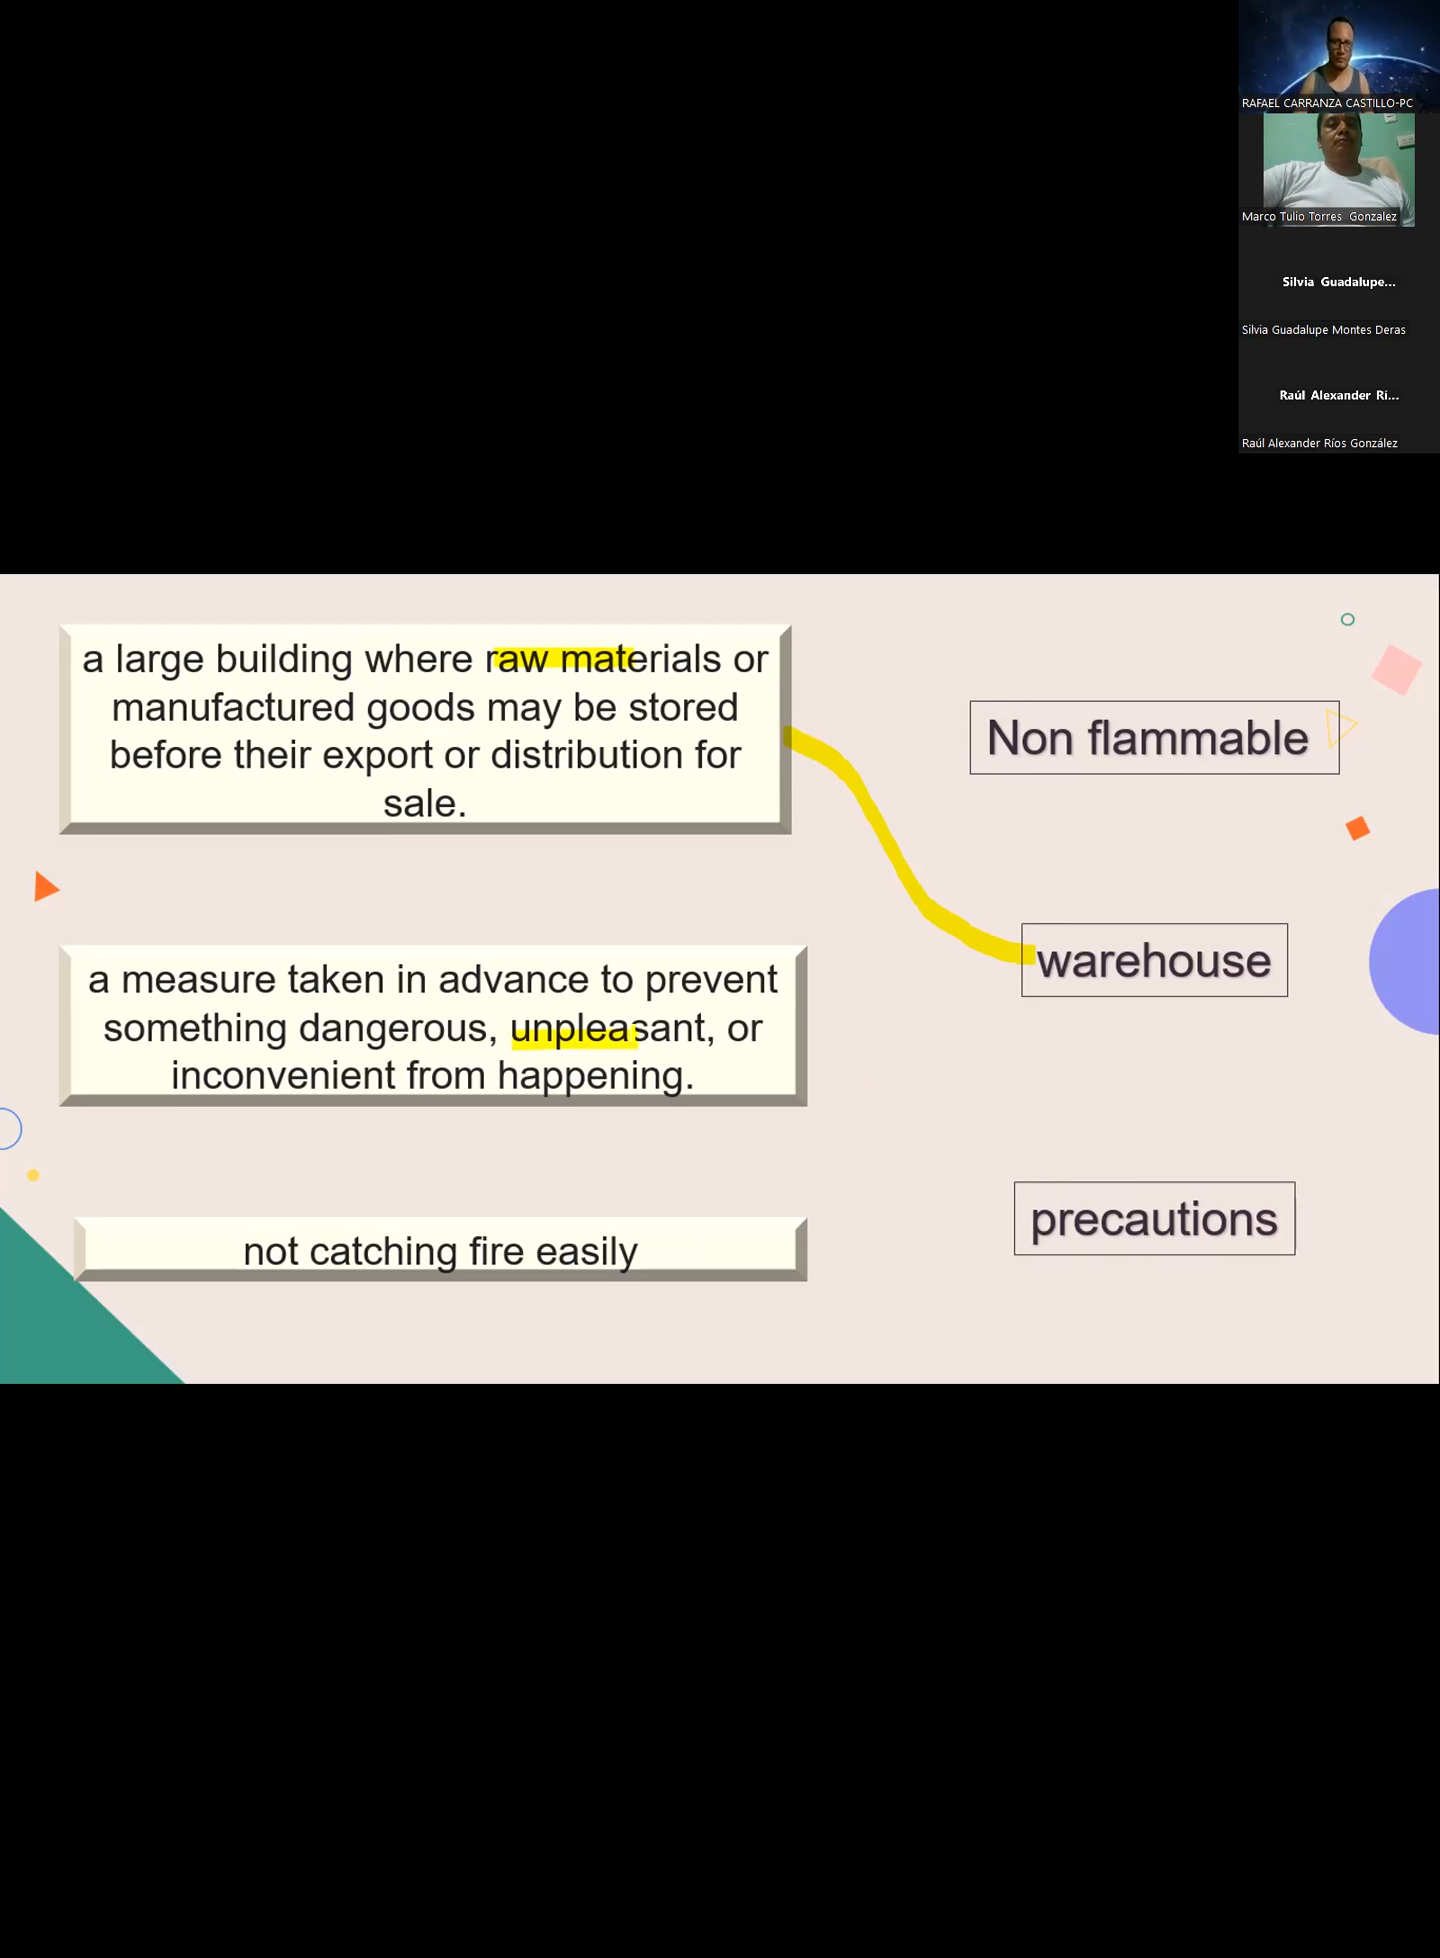 RAFAEL CARRANZA CASTILLO-PC
Marco Tulio Torres Gonzalez
Silvia Guadalupe...
Silvia Guadalupe Montes Deras
Raúl Alexander Rí...
Raúl Alexander Ríos González
a large building where raw materials or
manufactured goods may be stored
before their export or distribution for
sale.
Non flammable
warehouse
a measure taken in advance to prevent
something dangerous, unpleasant, or
inconvenient from happening.
precautions
not catching fire easily